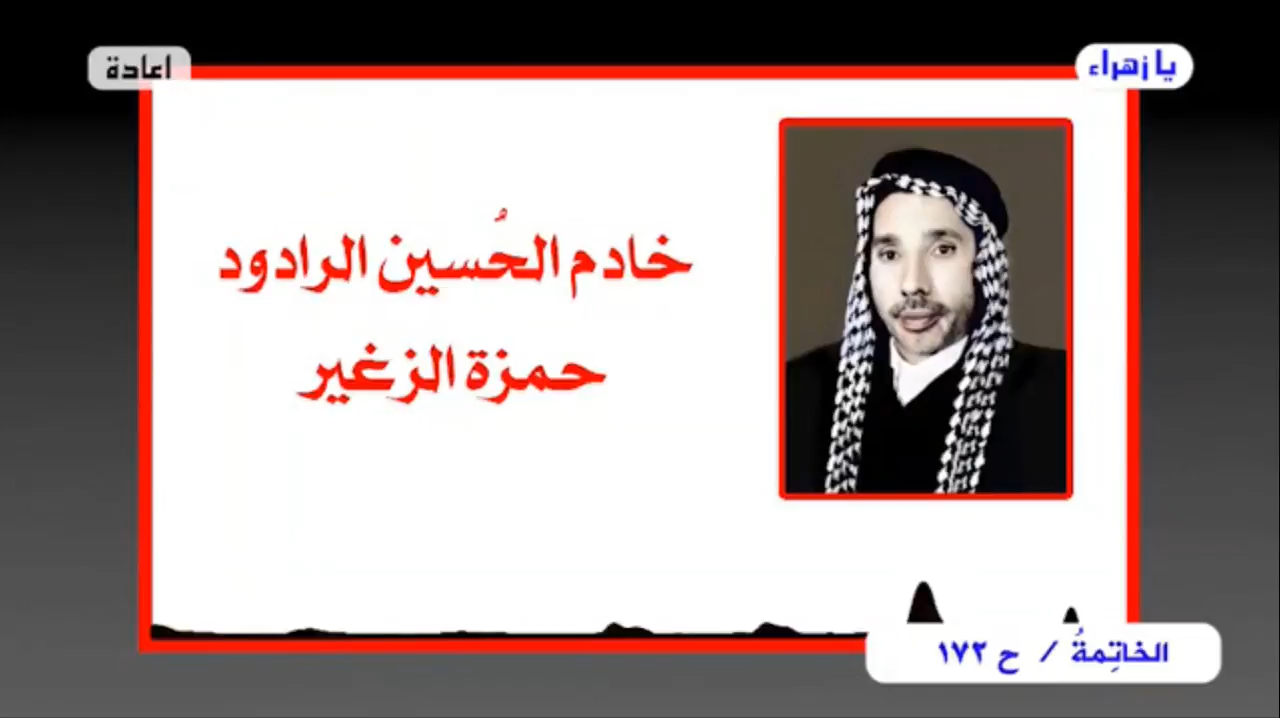 يا زهراء
اعادة
خادم الحُسين الرادود
حمزة الزغير
الخاتِمةُ / ح ١٧٢